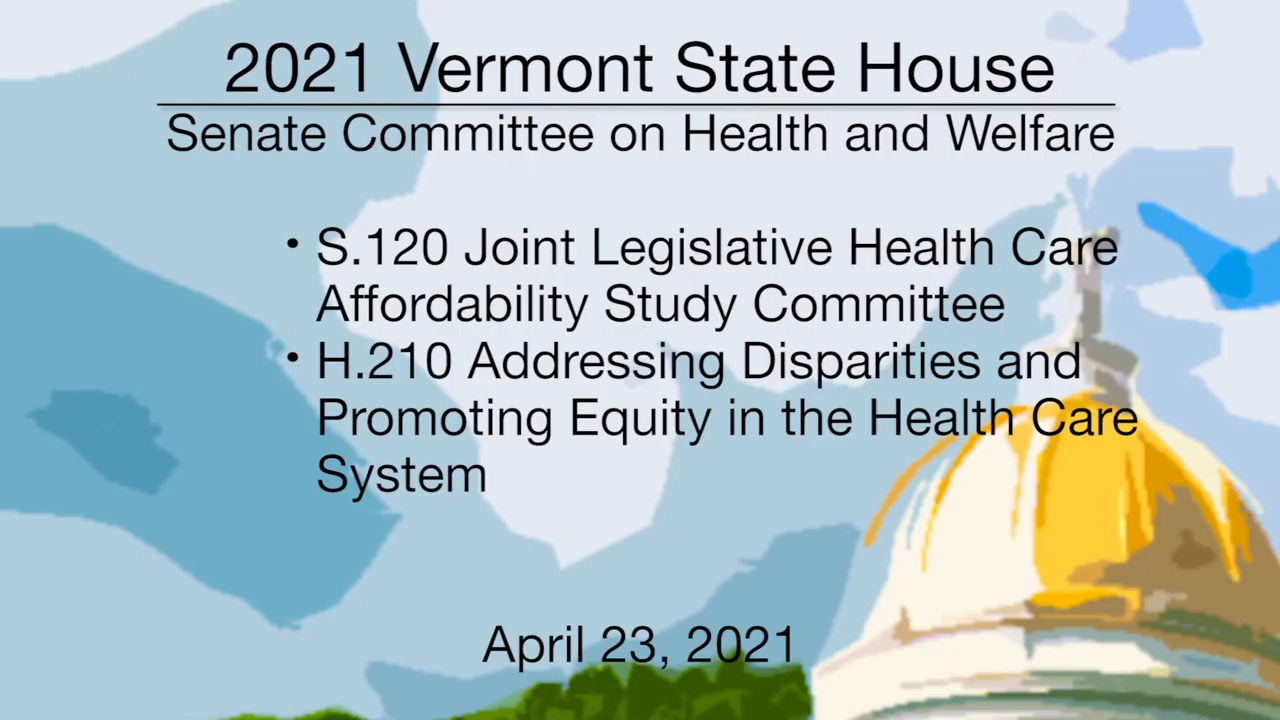 2021 Vermont State House
Senate Committee on Health and Welfare
• S.120 Joint Legislative Health Care
Affordability Study Committee
• H.210 Addressing Disparities and
Promoting Equity in the Health Care
System
April 23, 2021